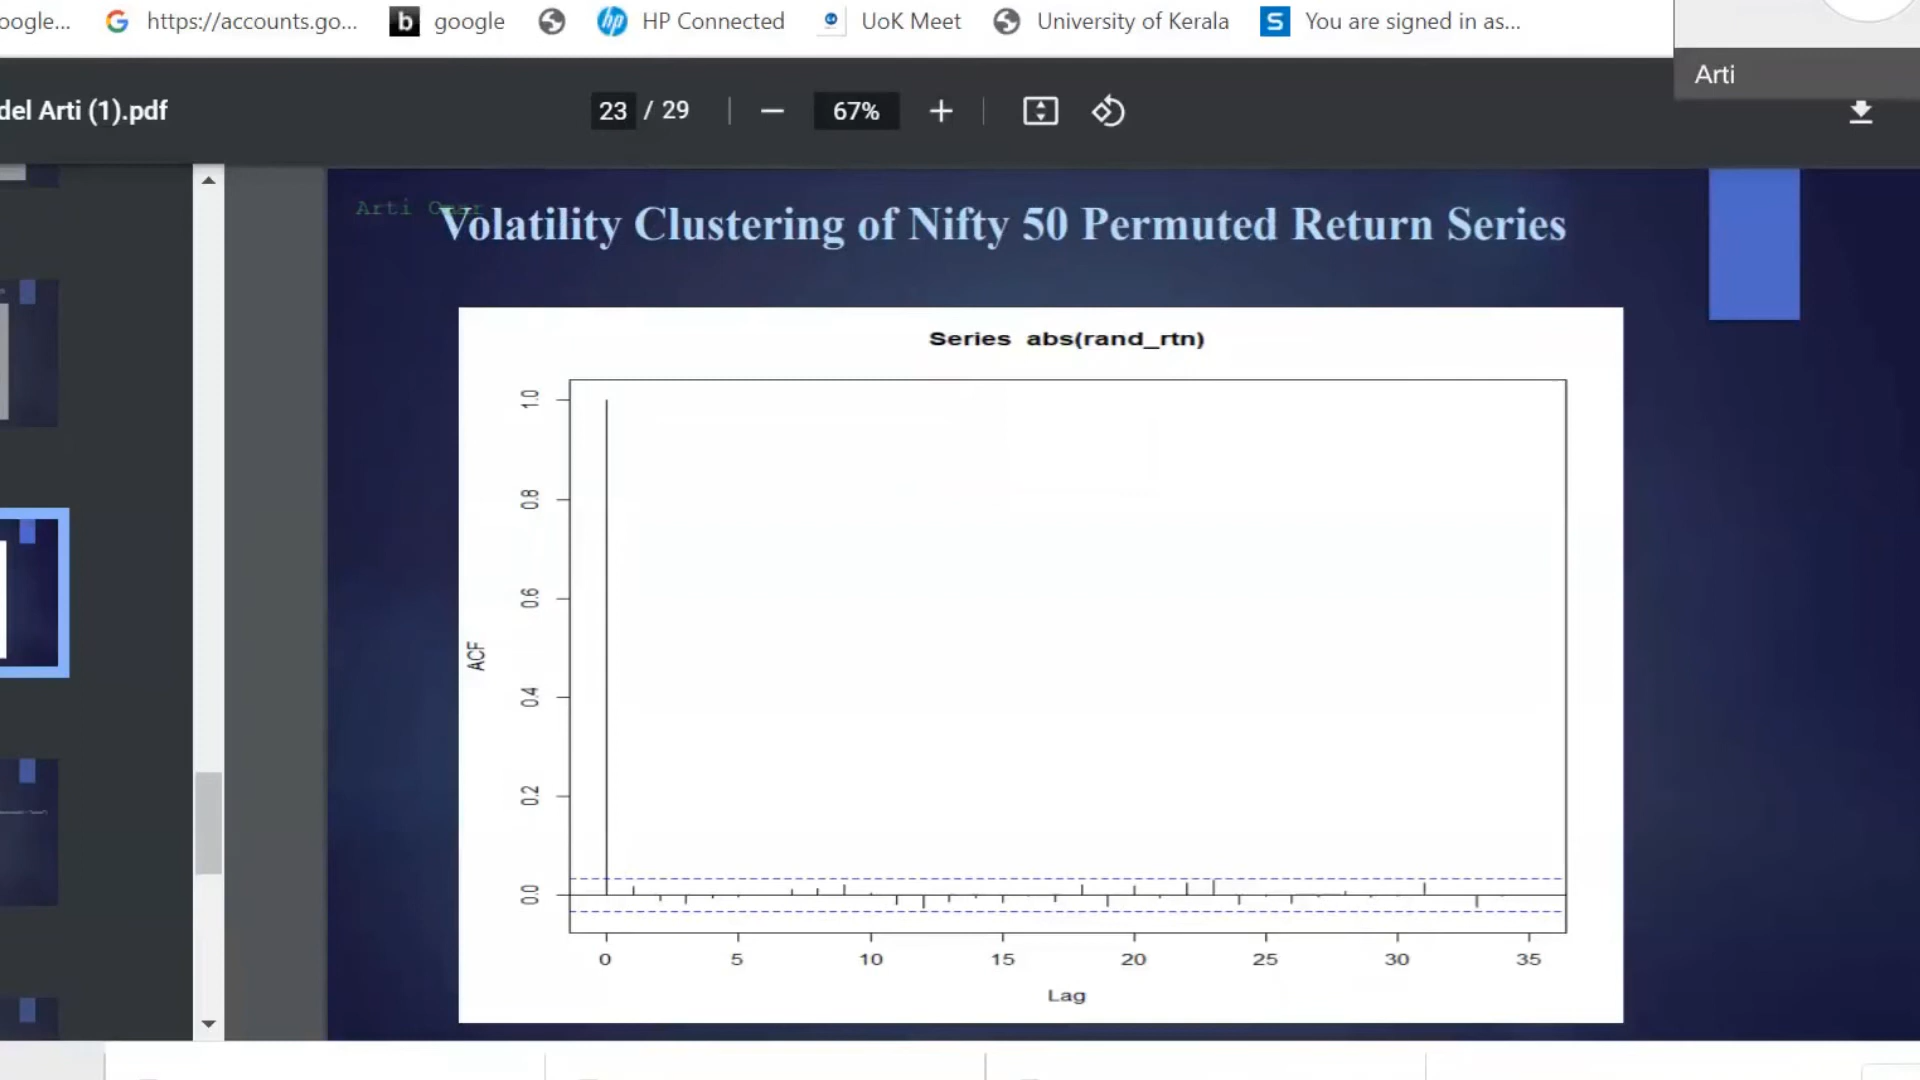 oogle...
https://accounts.go...
b google
hp HP Connected
UoK Meet
University of Kerala
S You are signed in as...
Arti
del Arti (1).pdf
23 / 29
67%
Arti Omar
Volatility Clustering of Nifty 50 Permuted Return Series
Series abs(rand_rtn)
ACF
1.0
0.8
0.6
0.4
0.2
0.0
0 5 10 15 20 25 30 35
Lag